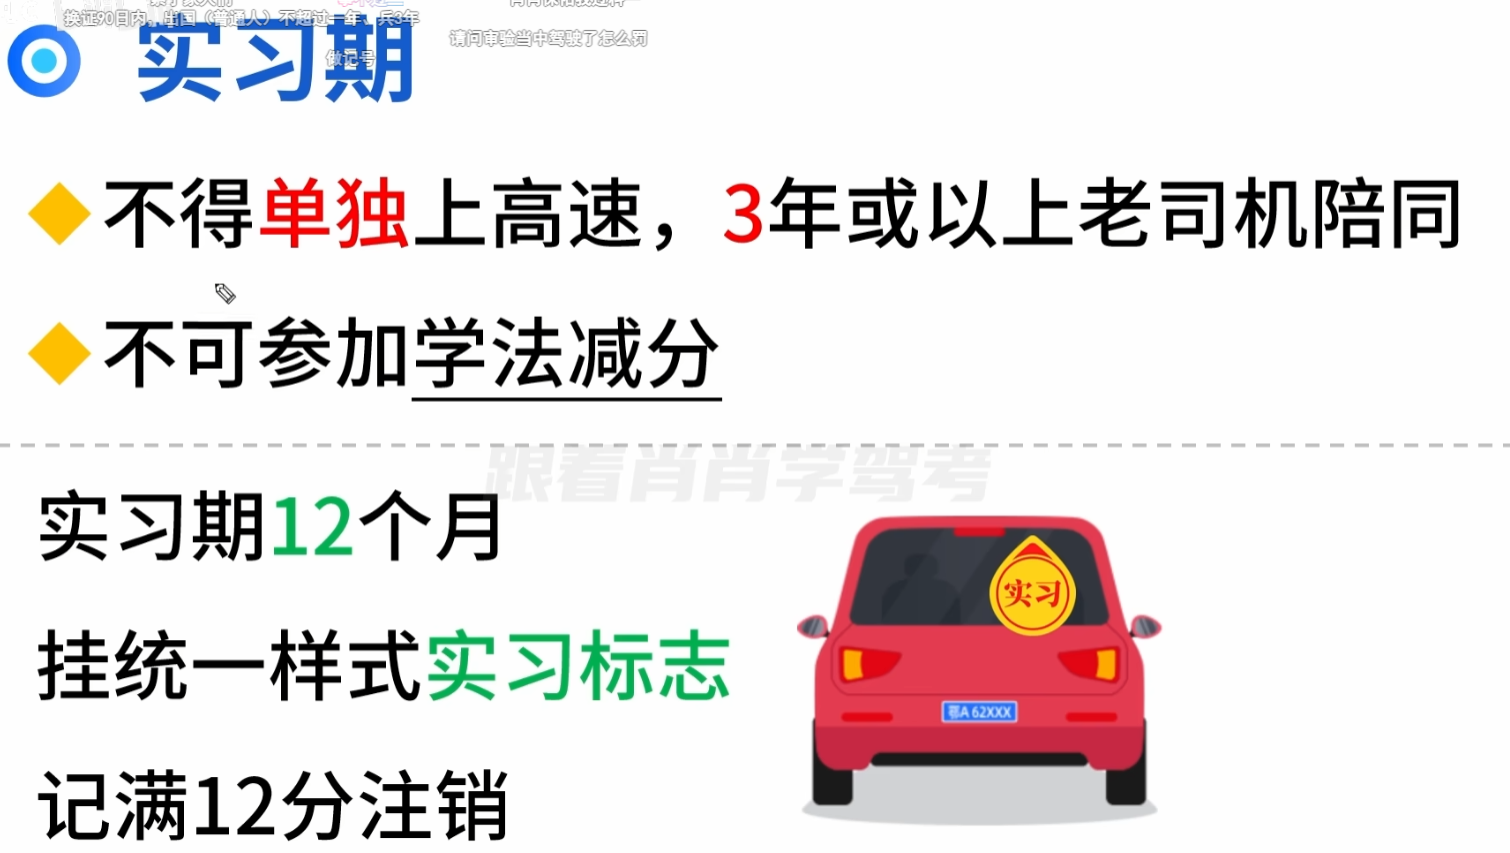 换证90日内，出国（普通人）不超过一年，兵3年
请问审验当中驾驶了怎么罚
做记号
实习期
不得单独上高速，3年或以上老司机陪同
不可参加学法减分
跟着肖肖学驾考
实习期12个月
实习
挂统一样式实习标志
鄂A 62XXX
记满12分注销